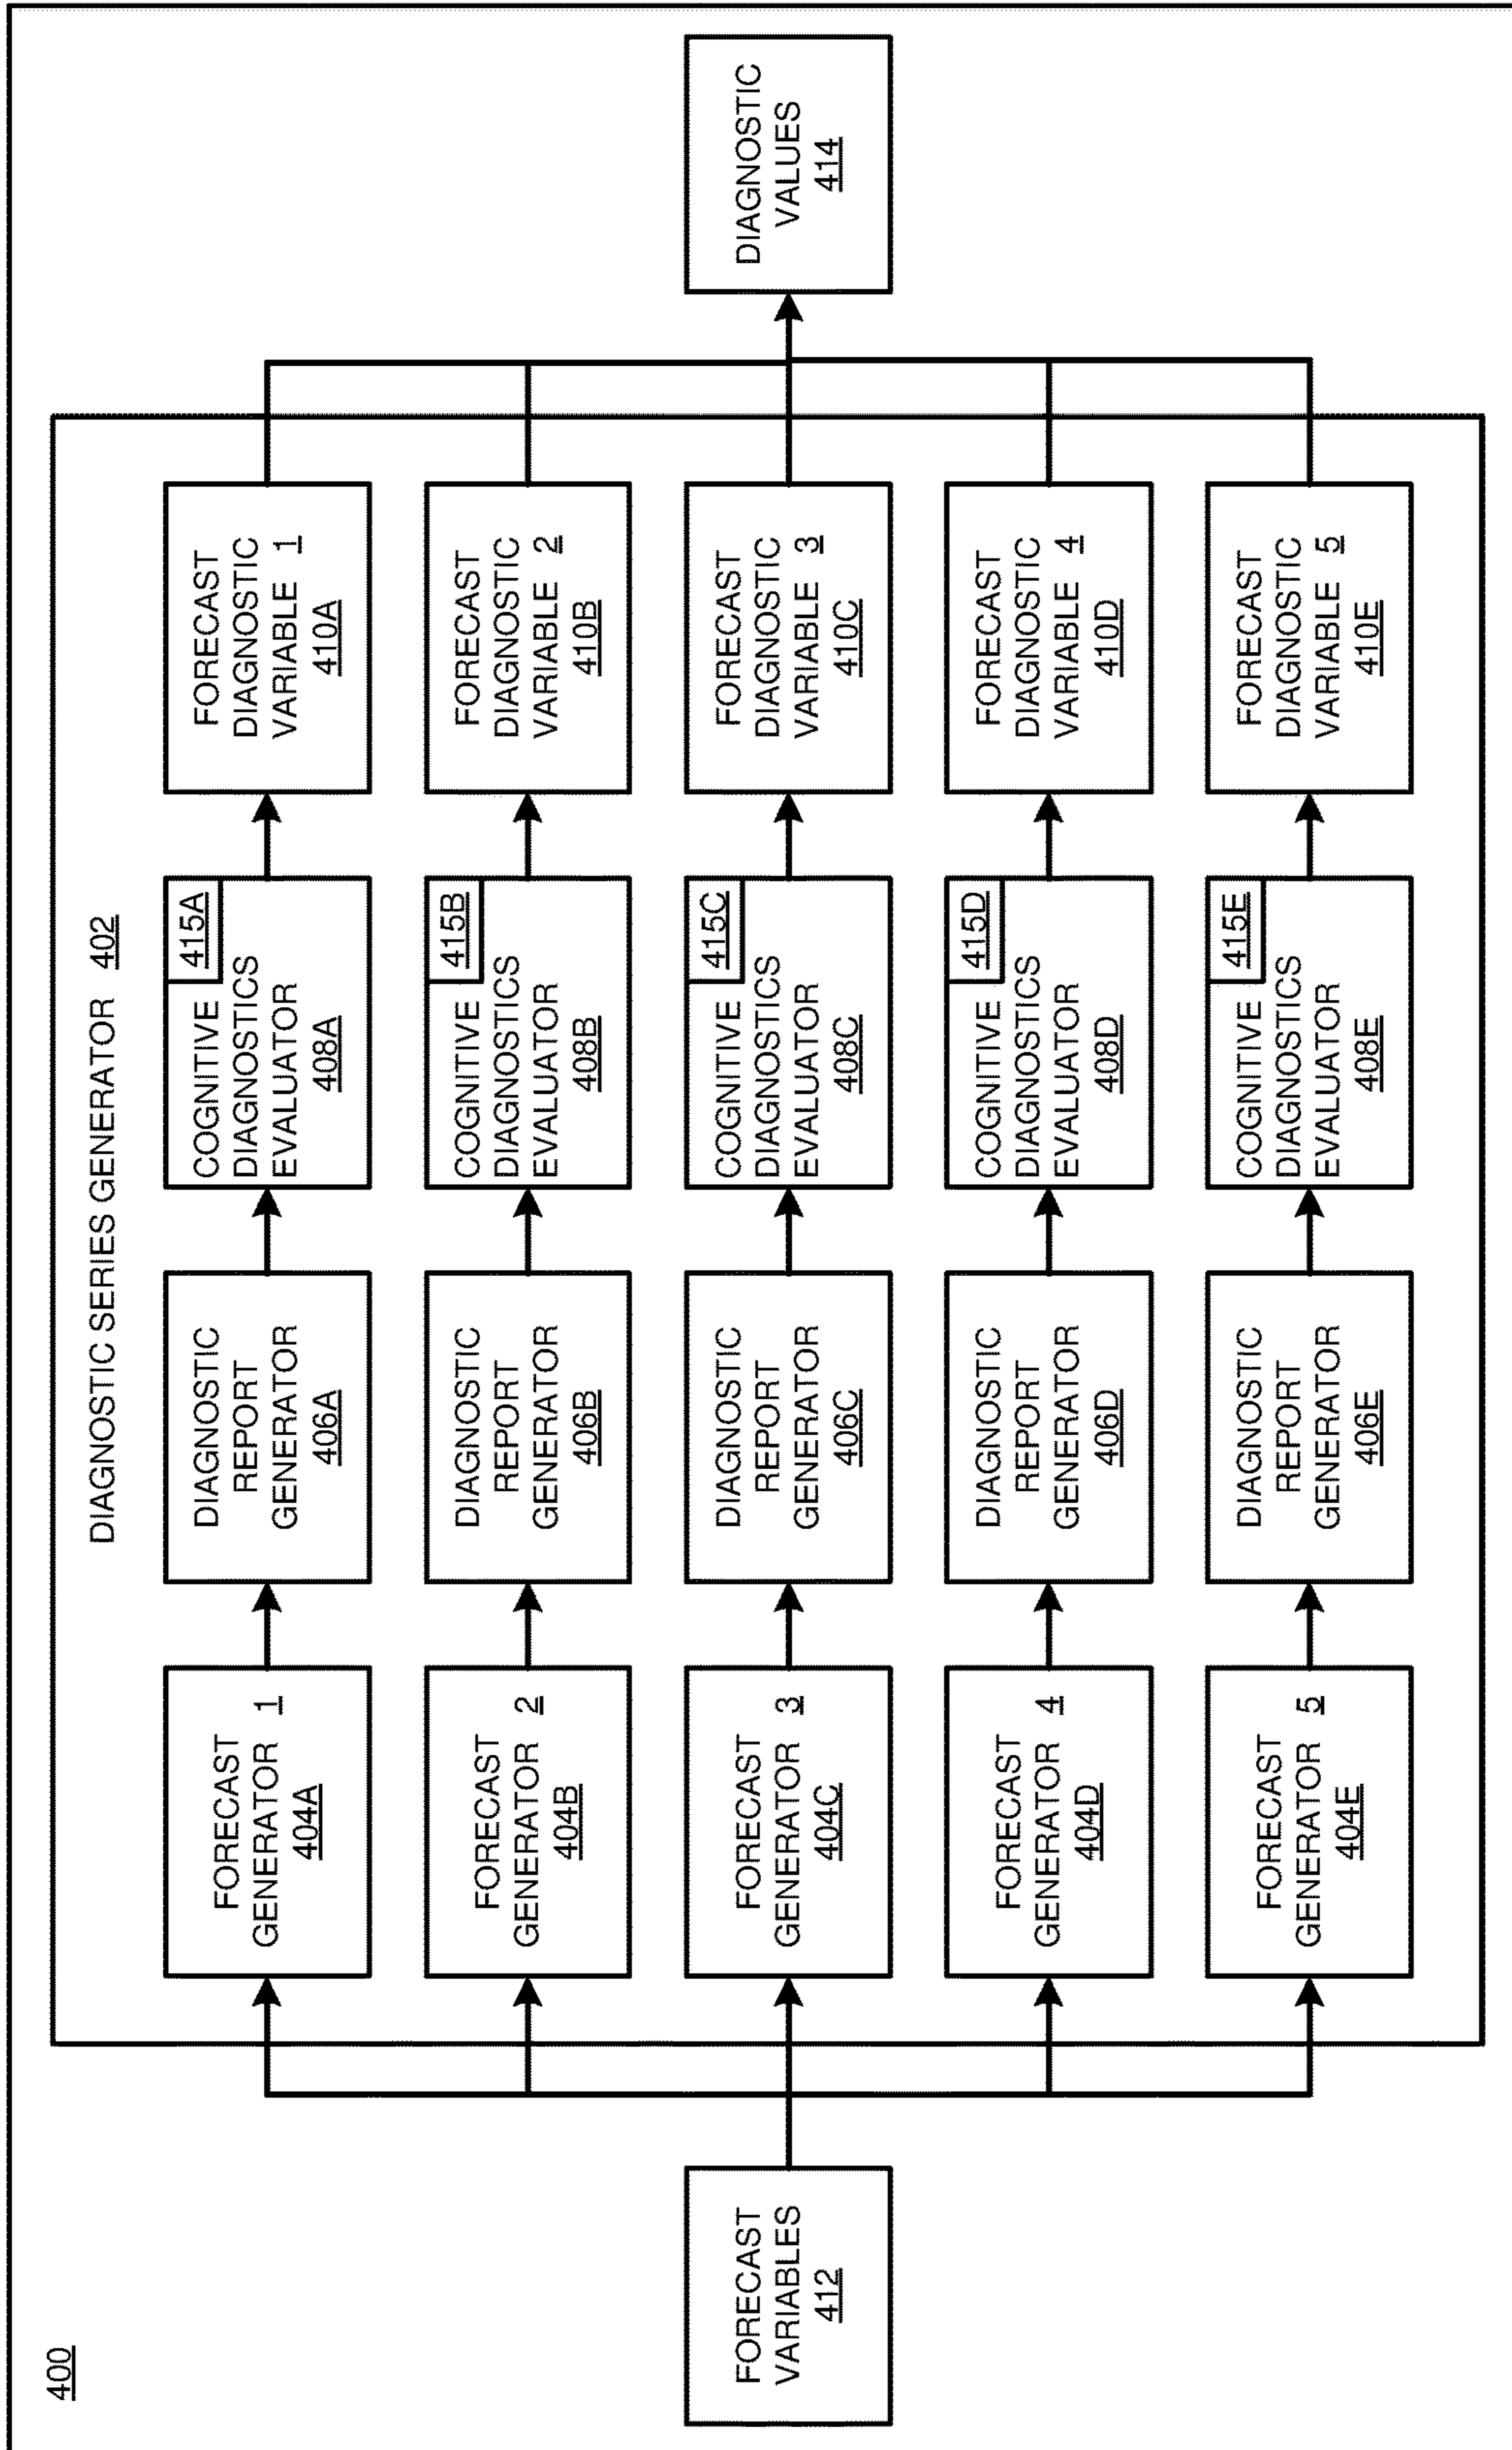 400
DIAGNOSTIC SERIES GENERATOR 402
FORECAST
VARIABLES
412
FORECAST
GENERATOR 1
404A
DIAGNOSTIC
REPORT
GENERATOR
406A
415A
COGNITIVE
DIAGNOSTICS
EVALUATOR
408A
FORECAST
DIAGNOSTIC
VARIABLE 1
410A
FORECAST
GENERATOR 2
404B
DIAGNOSTIC
REPORT
GENERATOR
406B
415B
COGNITIVE
DIAGNOSTICS
EVALUATOR
408B
FORECAST
DIAGNOSTIC
VARIABLE 2
410B
FORECAST
GENERATOR 3
404C
DIAGNOSTIC
REPORT
GENERATOR
406C
415C
COGNITIVE
DIAGNOSTICS
EVALUATOR
408C
FORECAST
DIAGNOSTIC
VARIABLE 3
410C
FORECAST
GENERATOR 4
404D
DIAGNOSTIC
REPORT
GENERATOR
406D
415D
COGNITIVE
DIAGNOSTICS
EVALUATOR
408D
FORECAST
DIAGNOSTIC
VARIABLE 4
410D
FORECAST
GENERATOR 5
404E
DIAGNOSTIC
REPORT
GENERATOR
406E
415E
COGNITIVE
DIAGNOSTICS
EVALUATOR
408E
FORECAST
DIAGNOSTIC
VARIABLE 5
410E
DIAGNOSTIC
VALUES
414